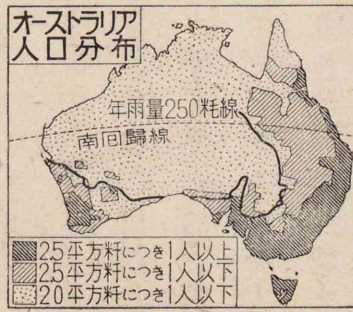 オーストラリア
人口分布
年雨量250粍線
南回歸線
2.5平方粁につき1人以上
2.5平方粁につき1人以下
20平方粁につき1人以下